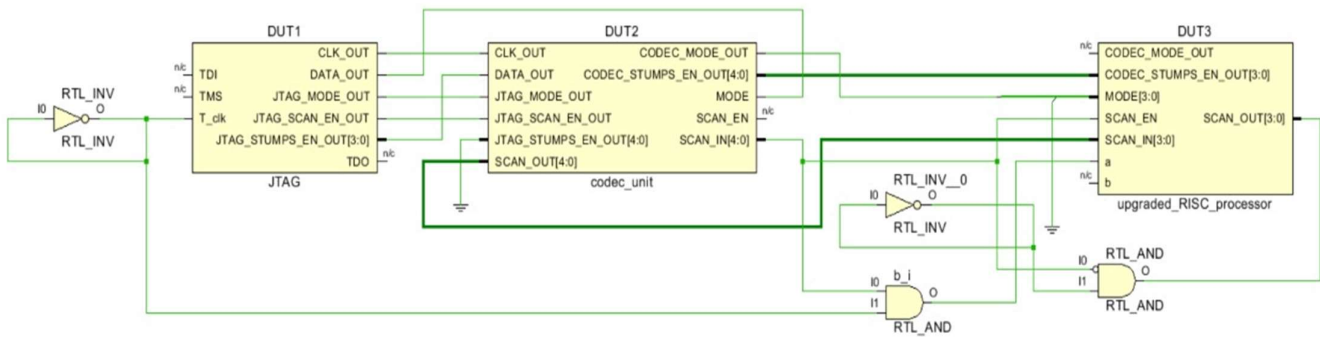 DUT1
CLK_OUT
n/c
TDI
DATA_OUT
n/c
TMS
JTAG_MODE_OUT
T_clk
JTAG_SCAN_EN_OUT
JTAG_STUMPS_EN_OUT[3:0]
TDO
n/c
JTAG
RTL_INV
I0
O
RTL_INV
DUT2
CLK_OUT
CODEC_MODE_OUT
DATA_OUT
CODEC_STUMPS_EN_OUT[4:0]
JTAG_MODE_OUT
MODE
n/c
JTAG_SCAN_EN_OUT
SCAN_EN
JTAG_STUMPS_EN_OUT[4:0]
SCAN_IN[4:0]
SCAN_OUT[4:0]
codec_unit
DUT3
n/c
CODEC_MODE_OUT
CODEC_STUMPS_EN_OUT[3:0]
MODE[3:0]
SCAN_EN
SCAN_OUT[3:0]
SCAN_IN[3:0]
a
n/c
b
upgraded_RISC_processor
RTL_INV__0
I0
O
RTL_INV
b_i
I0
O
I1
RTL_AND
RTL_AND
I0
O
I1
RTL_AND